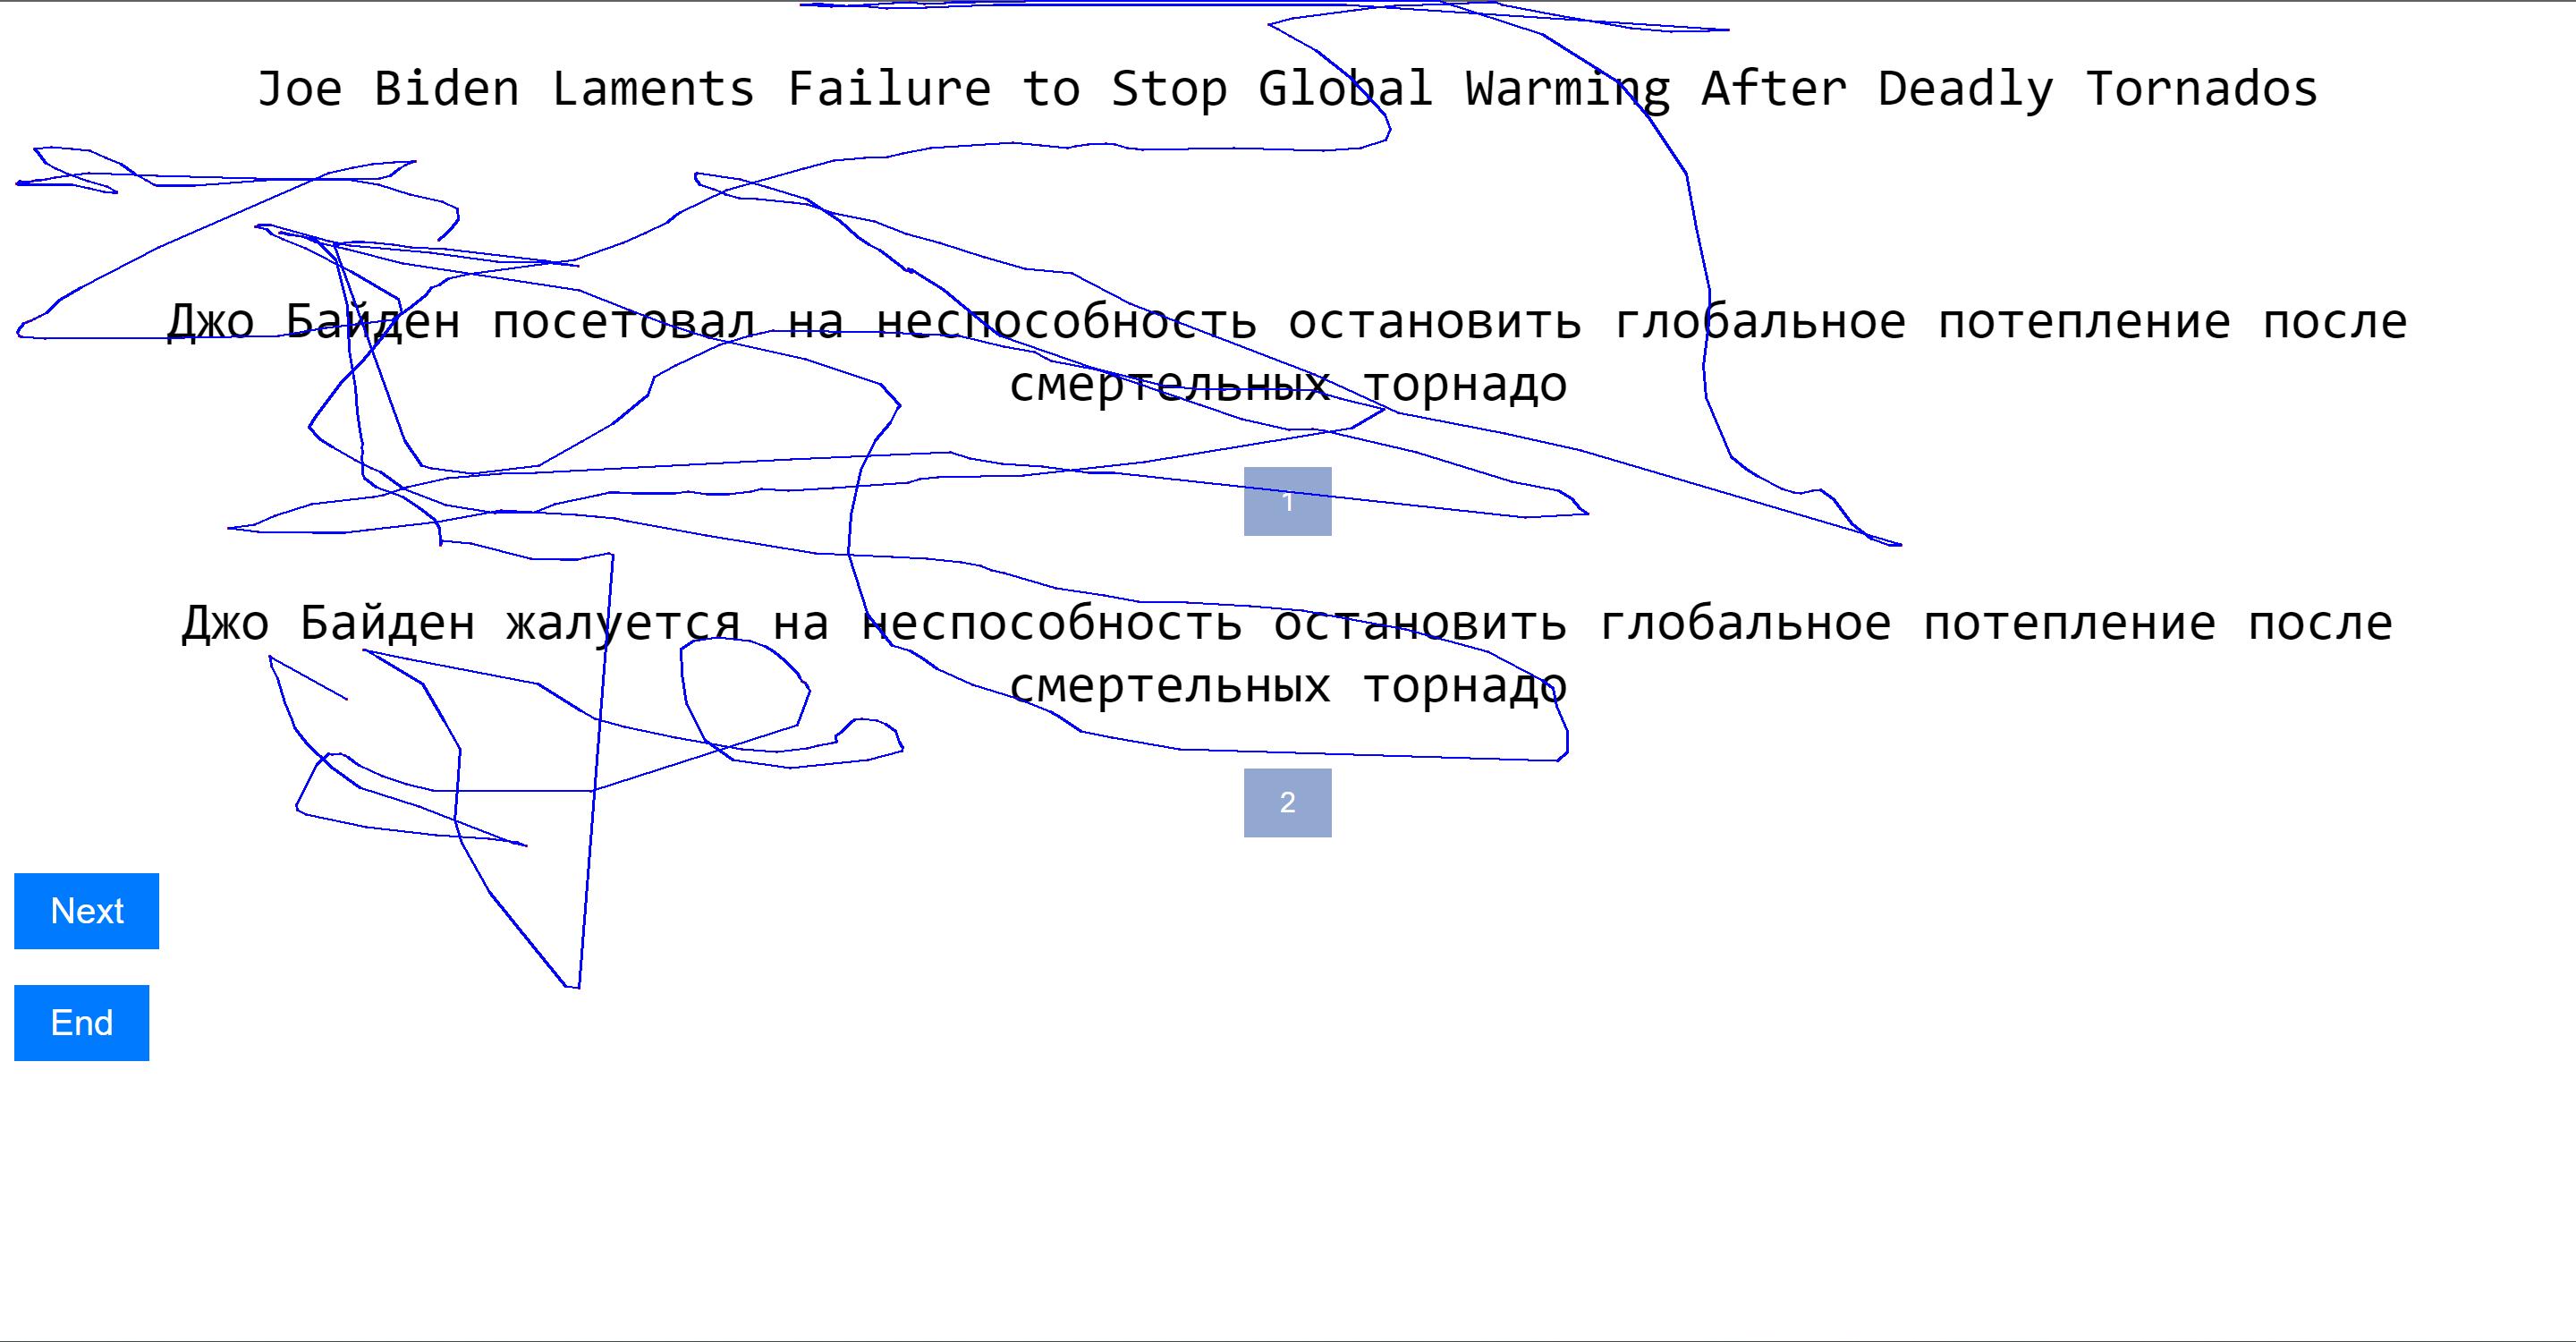 Joe Biden Laments Failure to Stop Global Warming After Deadly Tornados
Джо Байден посетовал на неспособность остановить глобальное потепление после
смертельных торнадо
1
Джо Байден жалуется на неспособность остановить глобальное потепление после
смертельных торнадо
2
Next
End